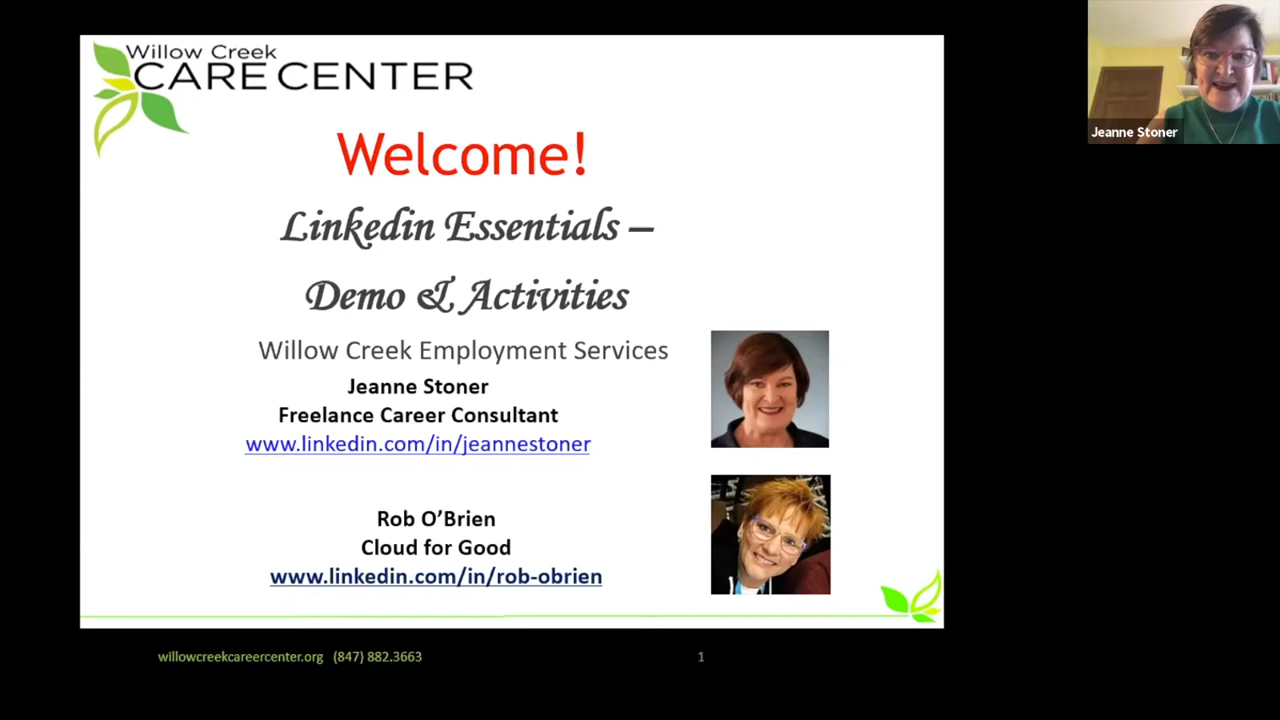 Willow Creek
CARE CENTER
Welcome!
Linkedin Essentials –
Demo & Activities
Willow Creek Employment Services
Jeanne Stoner
Freelance Career Consultant
www.linkedin.com/in/jeannestoner
Rob O’Brien
Cloud for Good
www.linkedin.com/in/rob-obrien
willowcreekcareercenter.org (847) 882.3663
1
Jeanne Stoner